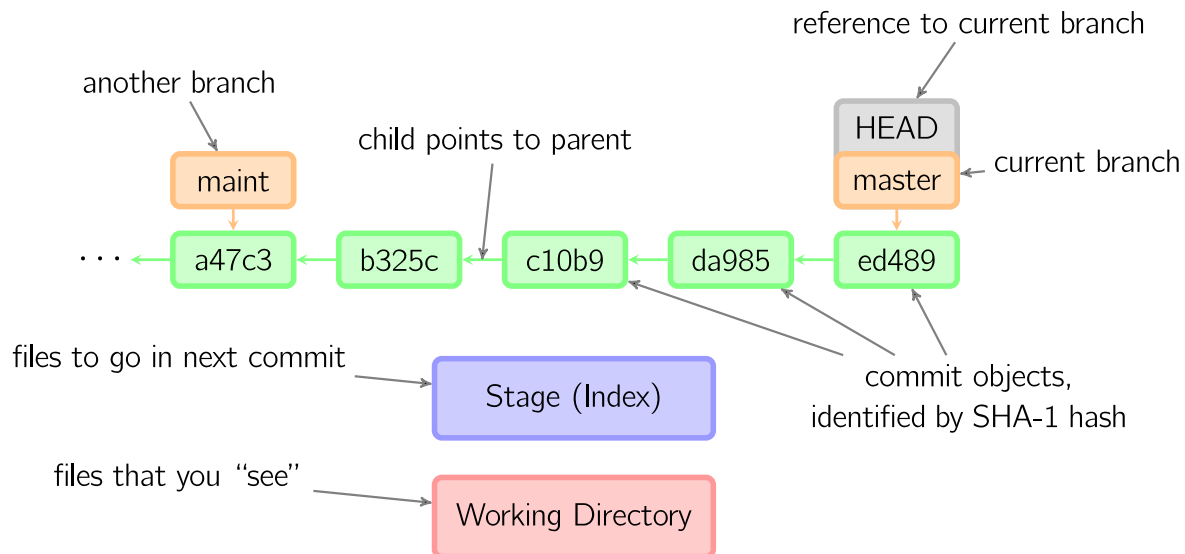 reference to current branch
another branch
HEAD
child points to parent
current branch
maint
master
· · ·
a47c3
b325c
c10b9
da985
ed489
files to go in next commit
Stage (Index)
commit objects,
identified by SHA-1 hash
files that you “see”
Working Directory